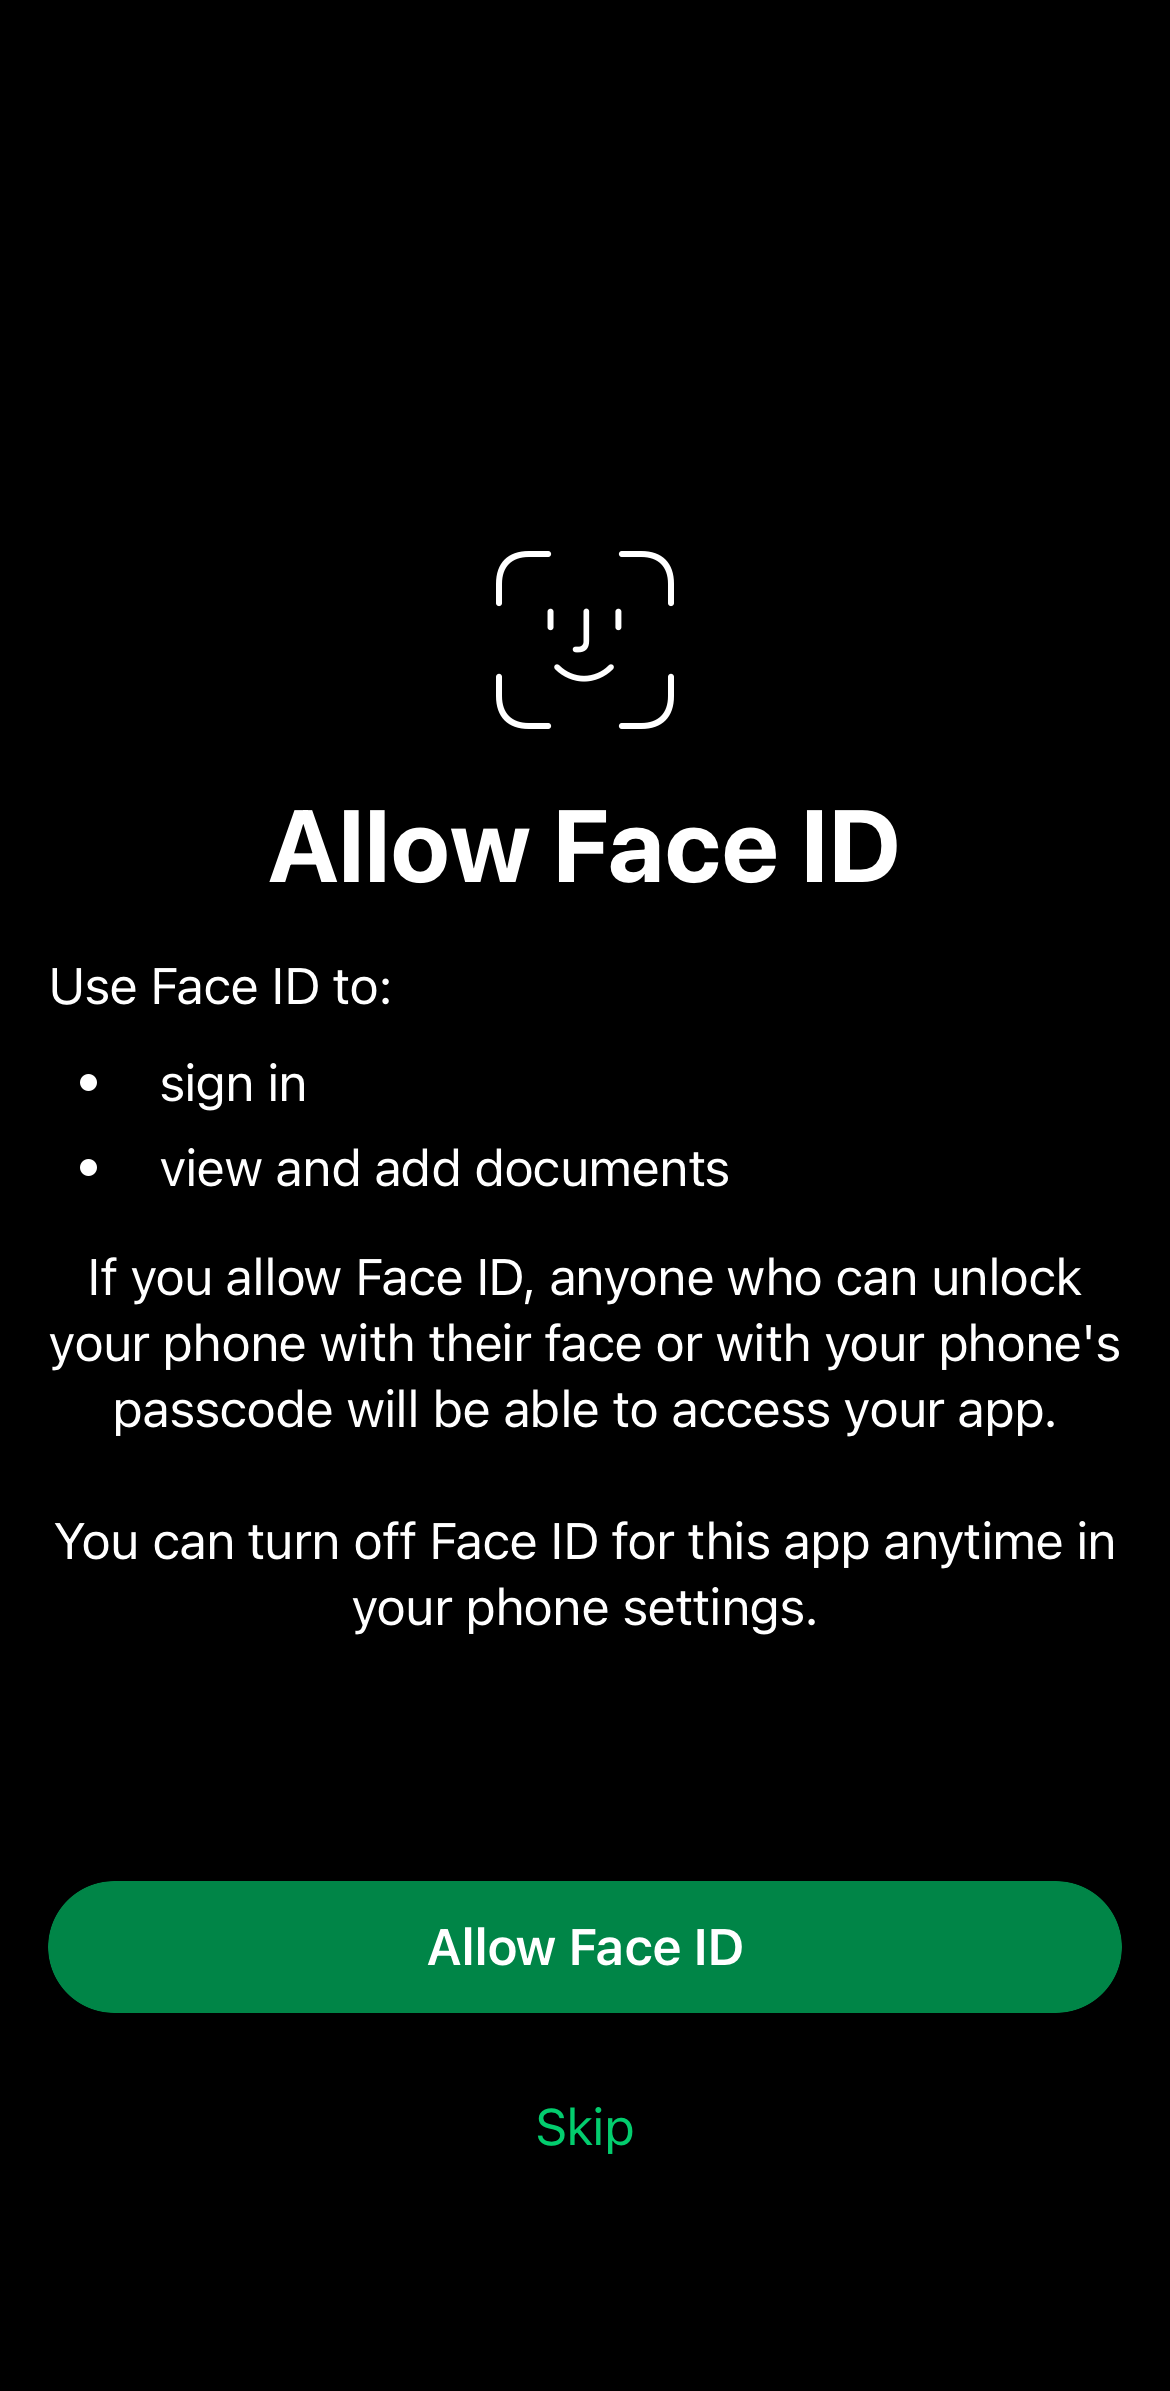 Allow Face ID
Use Face ID to:
• sign in
• view and add documents
If you allow Face ID, anyone who can unlock
your phone with their face or with your phone's
passcode will be able to access your app.
You can turn off Face ID for this app anytime in
your phone settings.
Allow Face ID
Skip